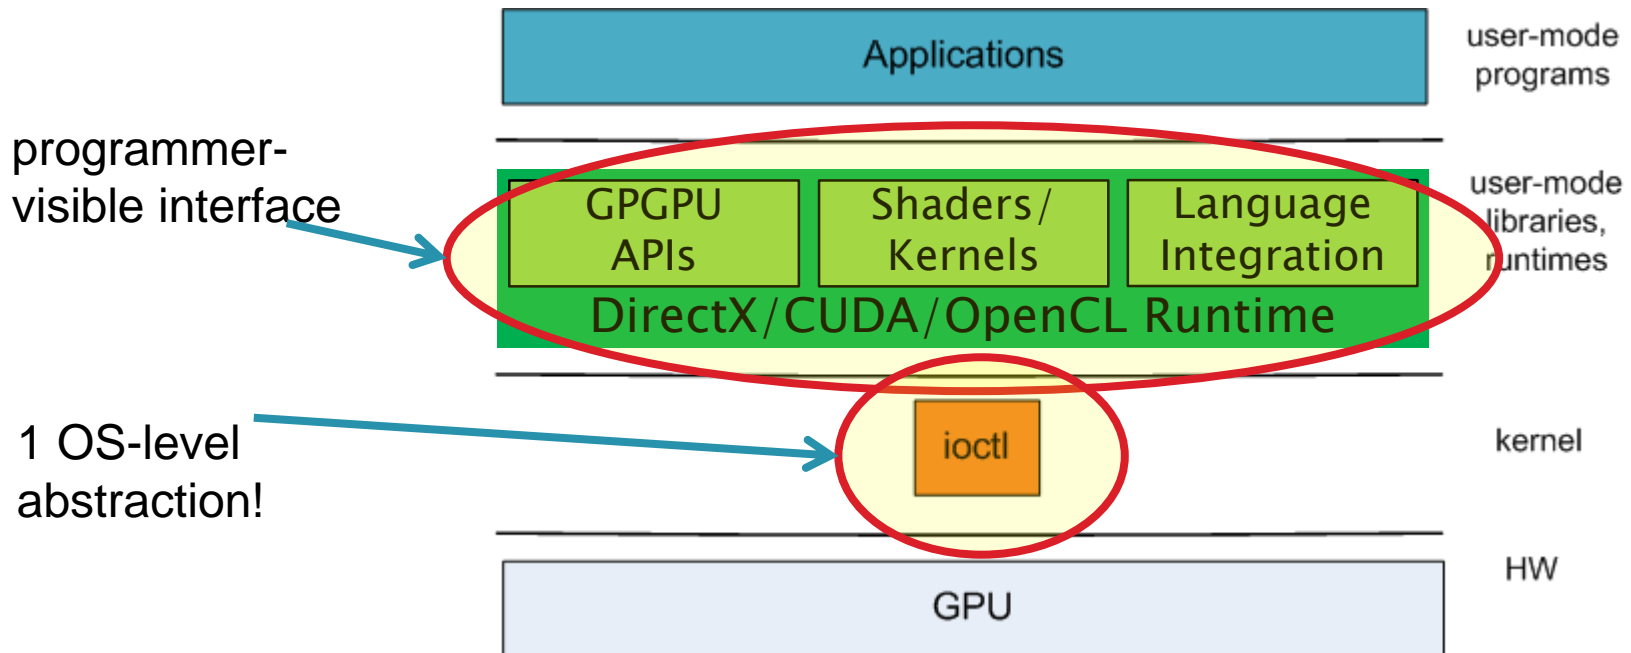 Applications
user-mode
programs
programmer-
visible interface
GPGPU
APIs
Shaders/
Kernels
Language
Integration
DirectX/CUDA/OpenCL Runtime
user-mode
libraries,
runtimes
1 OS-level
abstraction!
ioctl
kernel
HW
GPU